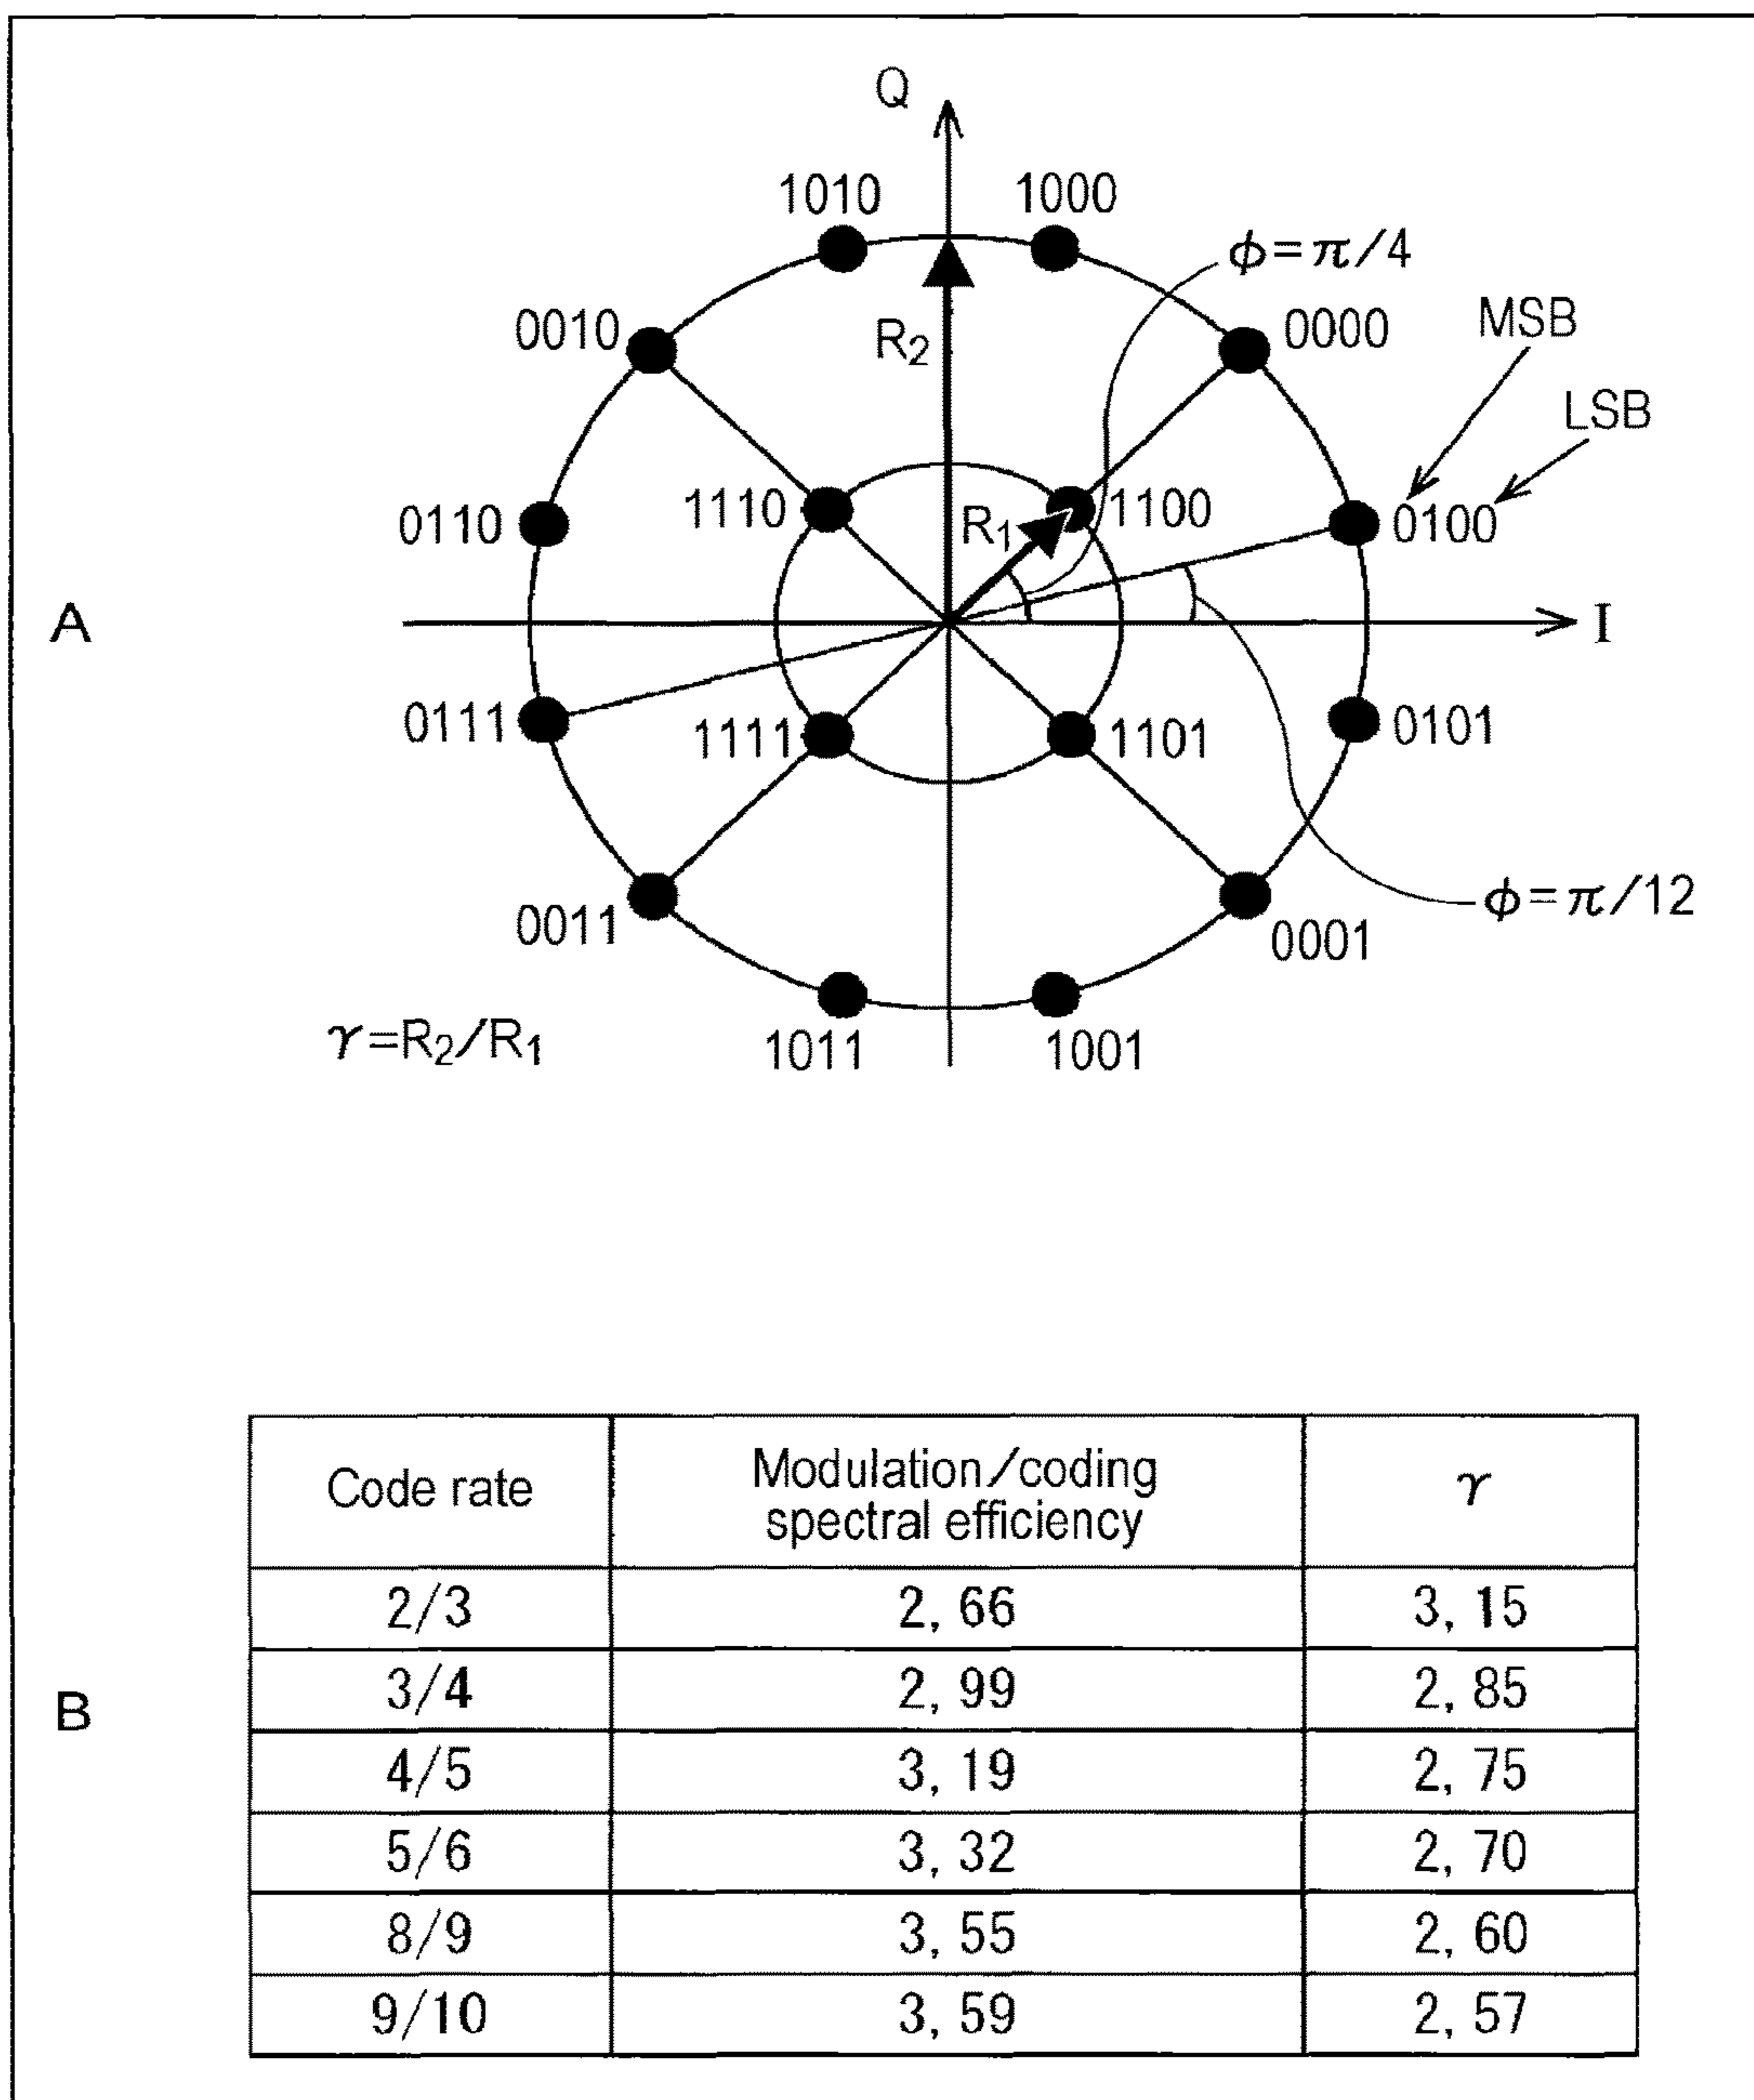 Q
1010 1000
φ=π/4
0010 R2 0000 MSB
LSB
0110 1110 R1 1100 0100
A I
0111 1111 1101 0101
φ=π/12
0011 0001
γ=R2/R1 1011 1001
Code rate Modulation/coding spectral efficiency γ
2/3 2, 66 3, 15
3/4 2, 99 2, 85
B
4/5 3, 19 2, 75
5/6 3, 32 2, 70
8/9 3, 55 2, 60
9/10 3, 59 2, 57